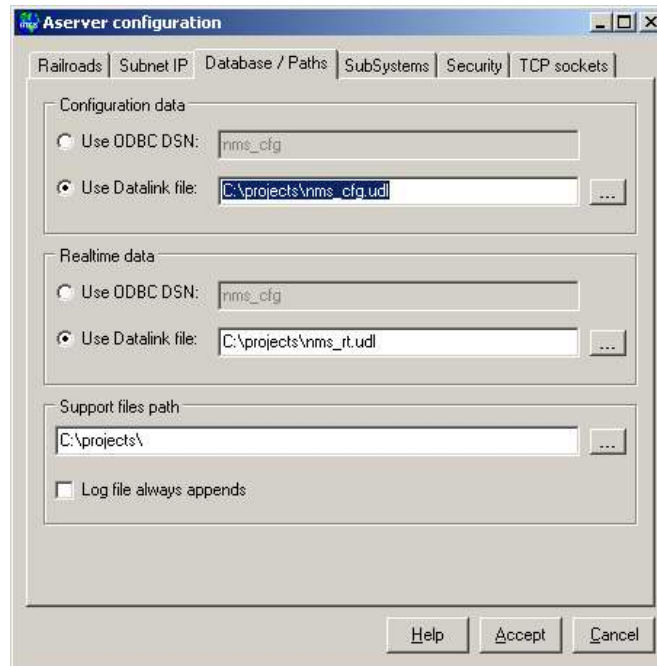 Aserver configuration
Railroads Subnet IP Database / Paths SubSystems Security TCP sockets
Configuration data
Use ODBC DSN: nms_cfg
Use Datalink file: C:\projects\nms_cfg.udl ...
Realtime data
Use ODBC DSN: nms_cfg
Use Datalink file: C:\projects\nms_rt.udl ...
Support files path
C:\projects\ ...
Log file always appends
Help Accept Cancel